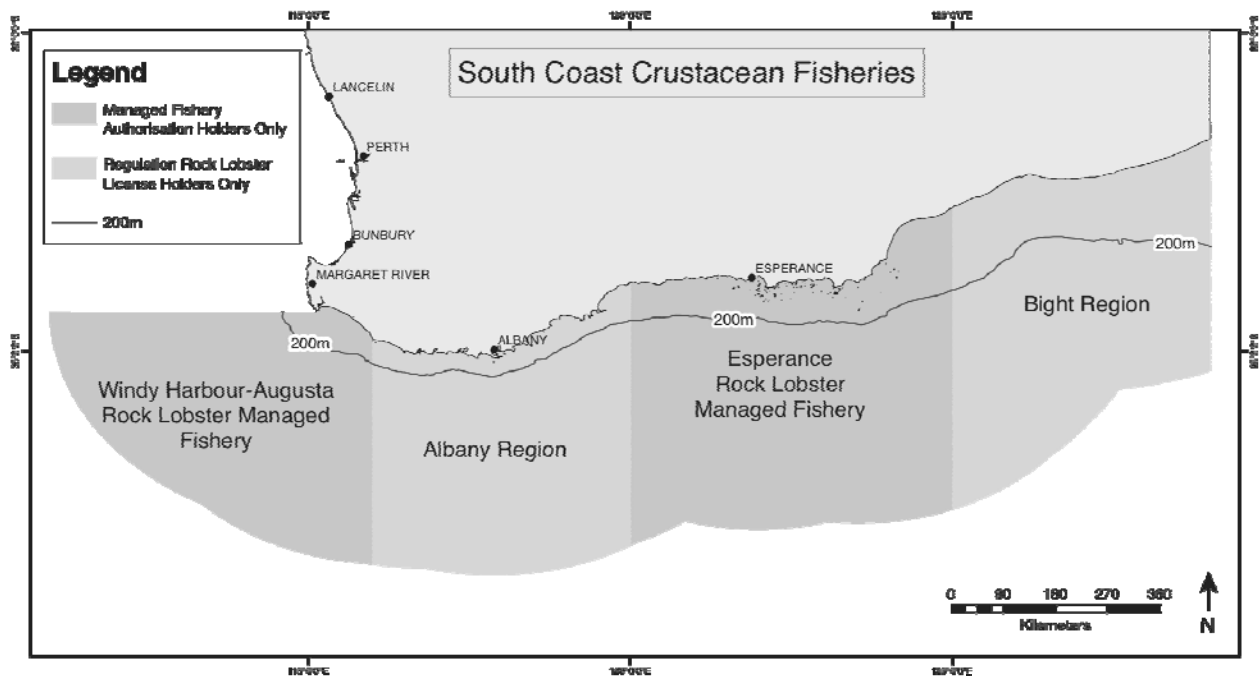 South Coast Crustacean Fisheries
Legend
Managed Fishery
Authorisation Holders Only
Regulation Rock Lobster
License Holders Only
200m
LANCELIN
PERTH
BUNBURY
MARGARET RIVER
ESPERANCE
ALBANY
200m
200m
200m
Bight Region
Windy Harbour-Augusta
Rock Lobster Managed
Fishery
Albany Region
Esperance
Rock Lobster
Managed Fishery
0 90 180 270 360
Kilometers
N